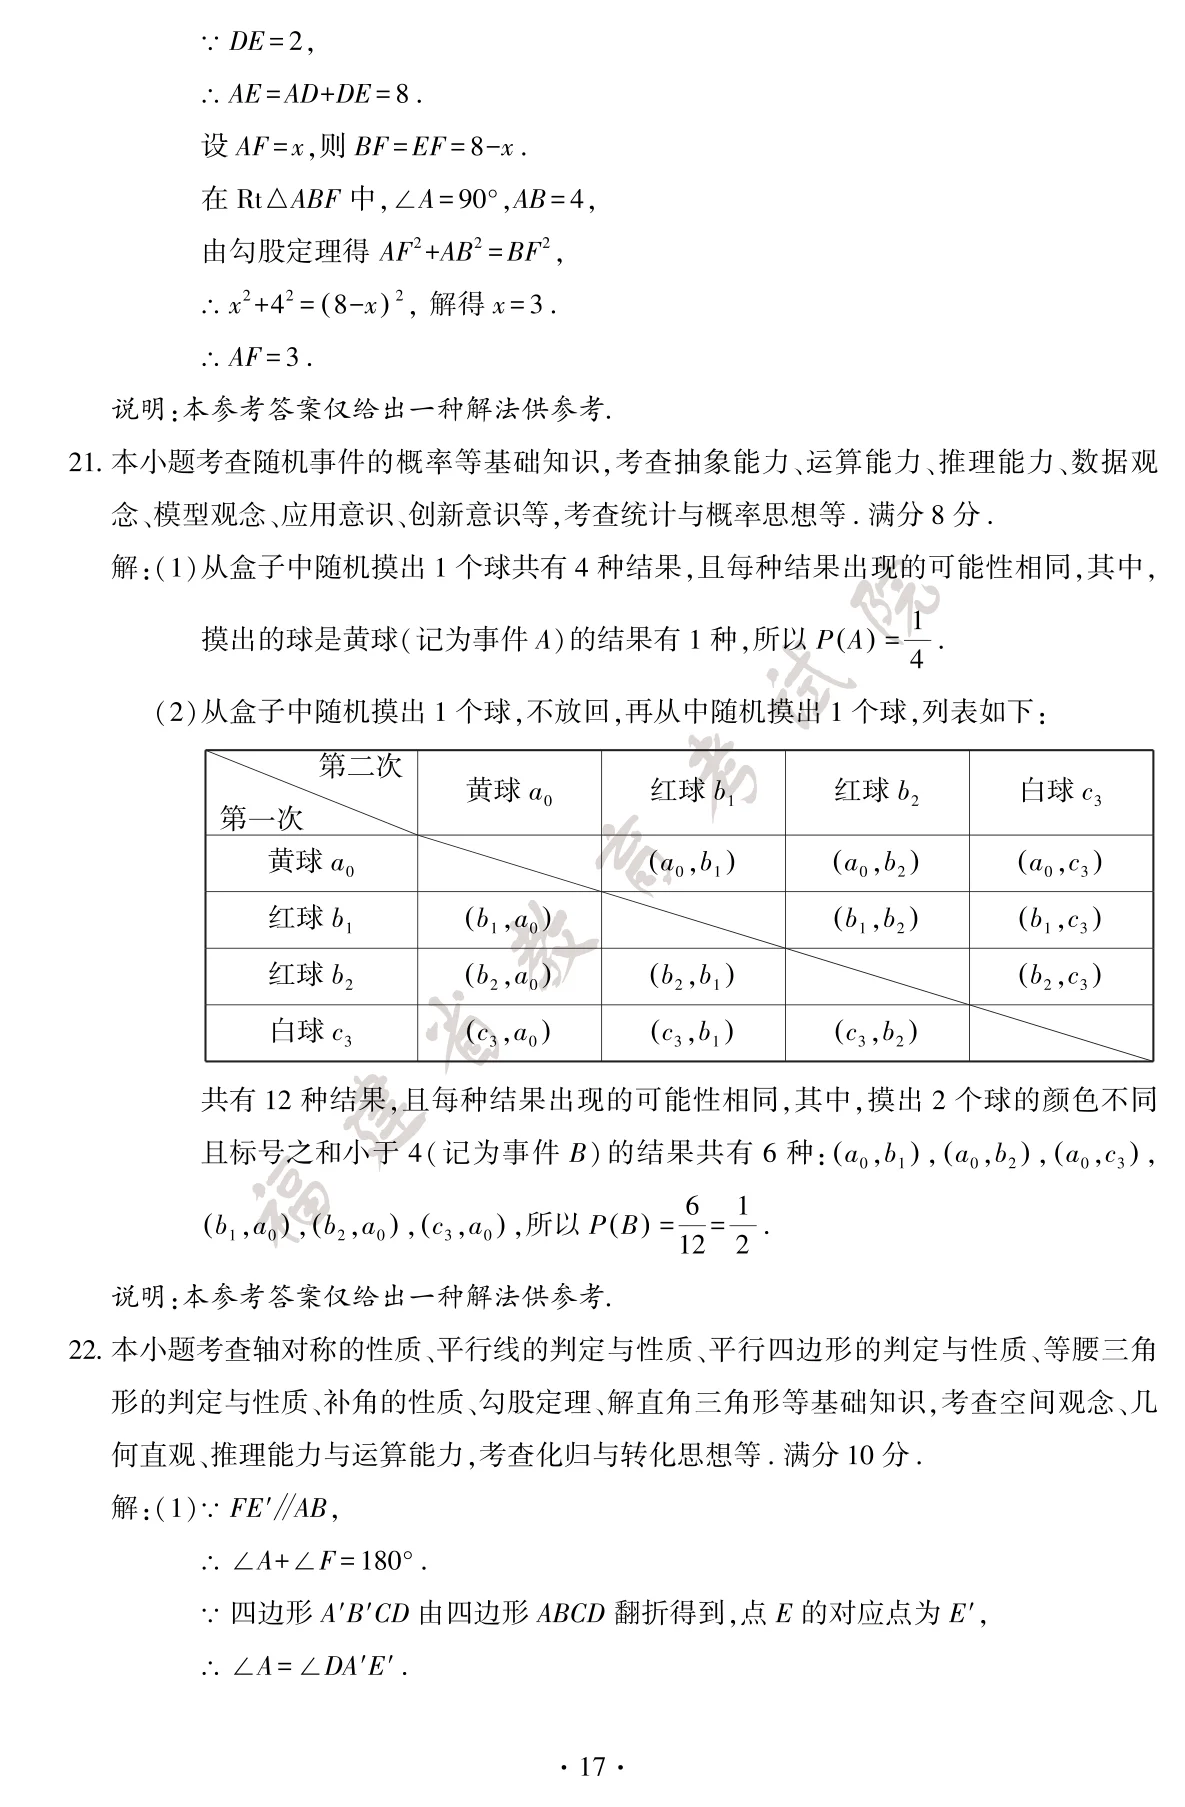 ∵ DE=2,
∴ AE=AD+DE=8.
设 AF=x,则 BF=EF=8-x.
在 Rt△ABF 中,∠A=90°,AB=4,
由勾股定理得 AF²+AB²=BF²,
∴ x²+4²=(8-x)², 解得 x=3.
∴ AF=3.
说明:本参考答案仅给出一种解法供参考.
21. 本小题考查随机事件的概率等基础知识,考查抽象能力、运算能力、推理能力、数据观
念、模型观念、应用意识、创新意识等,考查统计与概率思想等. 满分 8 分.
解:(1)从盒子中随机摸出 1 个球共有 4 种结果,且每种结果出现的可能性相同,其中,
摸出的球是黄球(记为事件 A)的结果有 1 种,所以 P(A)=1/4.
(2)从盒子中随机摸出 1 个球,不放回,再从中随机摸出 1 个球,列表如下:
第二次 第一次 黄球 a₀ 红球 b₁ 红球 b₂ 白球 c₃
黄球 a₀ (a₀,b₁) (a₀,b₂) (a₀,c₃)
红球 b₁ (b₁,a₀) (b₁,b₂) (b₁,c₃)
红球 b₂ (b₂,a₀) (b₂,b₁) (b₂,c₃)
白球 c₃ (c₃,a₀) (c₃,b₁) (c₃,b₂)
共有 12 种结果,且每种结果出现的可能性相同,其中,摸出 2 个球的颜色不同
且标号之和小于 4(记为事件 B)的结果共有 6 种:(a₀,b₁),(a₀,b₂),(a₀,c₃),
(b₁,a₀),(b₂,a₀),(c₃,a₀),所以 P(B)=6/12=1/2.
说明:本参考答案仅给出一种解法供参考.
22. 本小题考查轴对称的性质、平行线的判定与性质、平行四边形的判定与性质、等腰三角
形的判定与性质、补角的性质、勾股定理、解直角三角形等基础知识,考查空间观念、几
何直观、推理能力与运算能力,考查化归与转化思想等. 满分 10 分.
解:(1)∵ FE′∥AB,
∴ ∠A+∠F=180°.
∵ 四边形 A′B′CD 由四边形 ABCD 翻折得到,点 E 的对应点为 E′,
∴ ∠A=∠DA′E′.
· 17 ·
福建省教育考试院